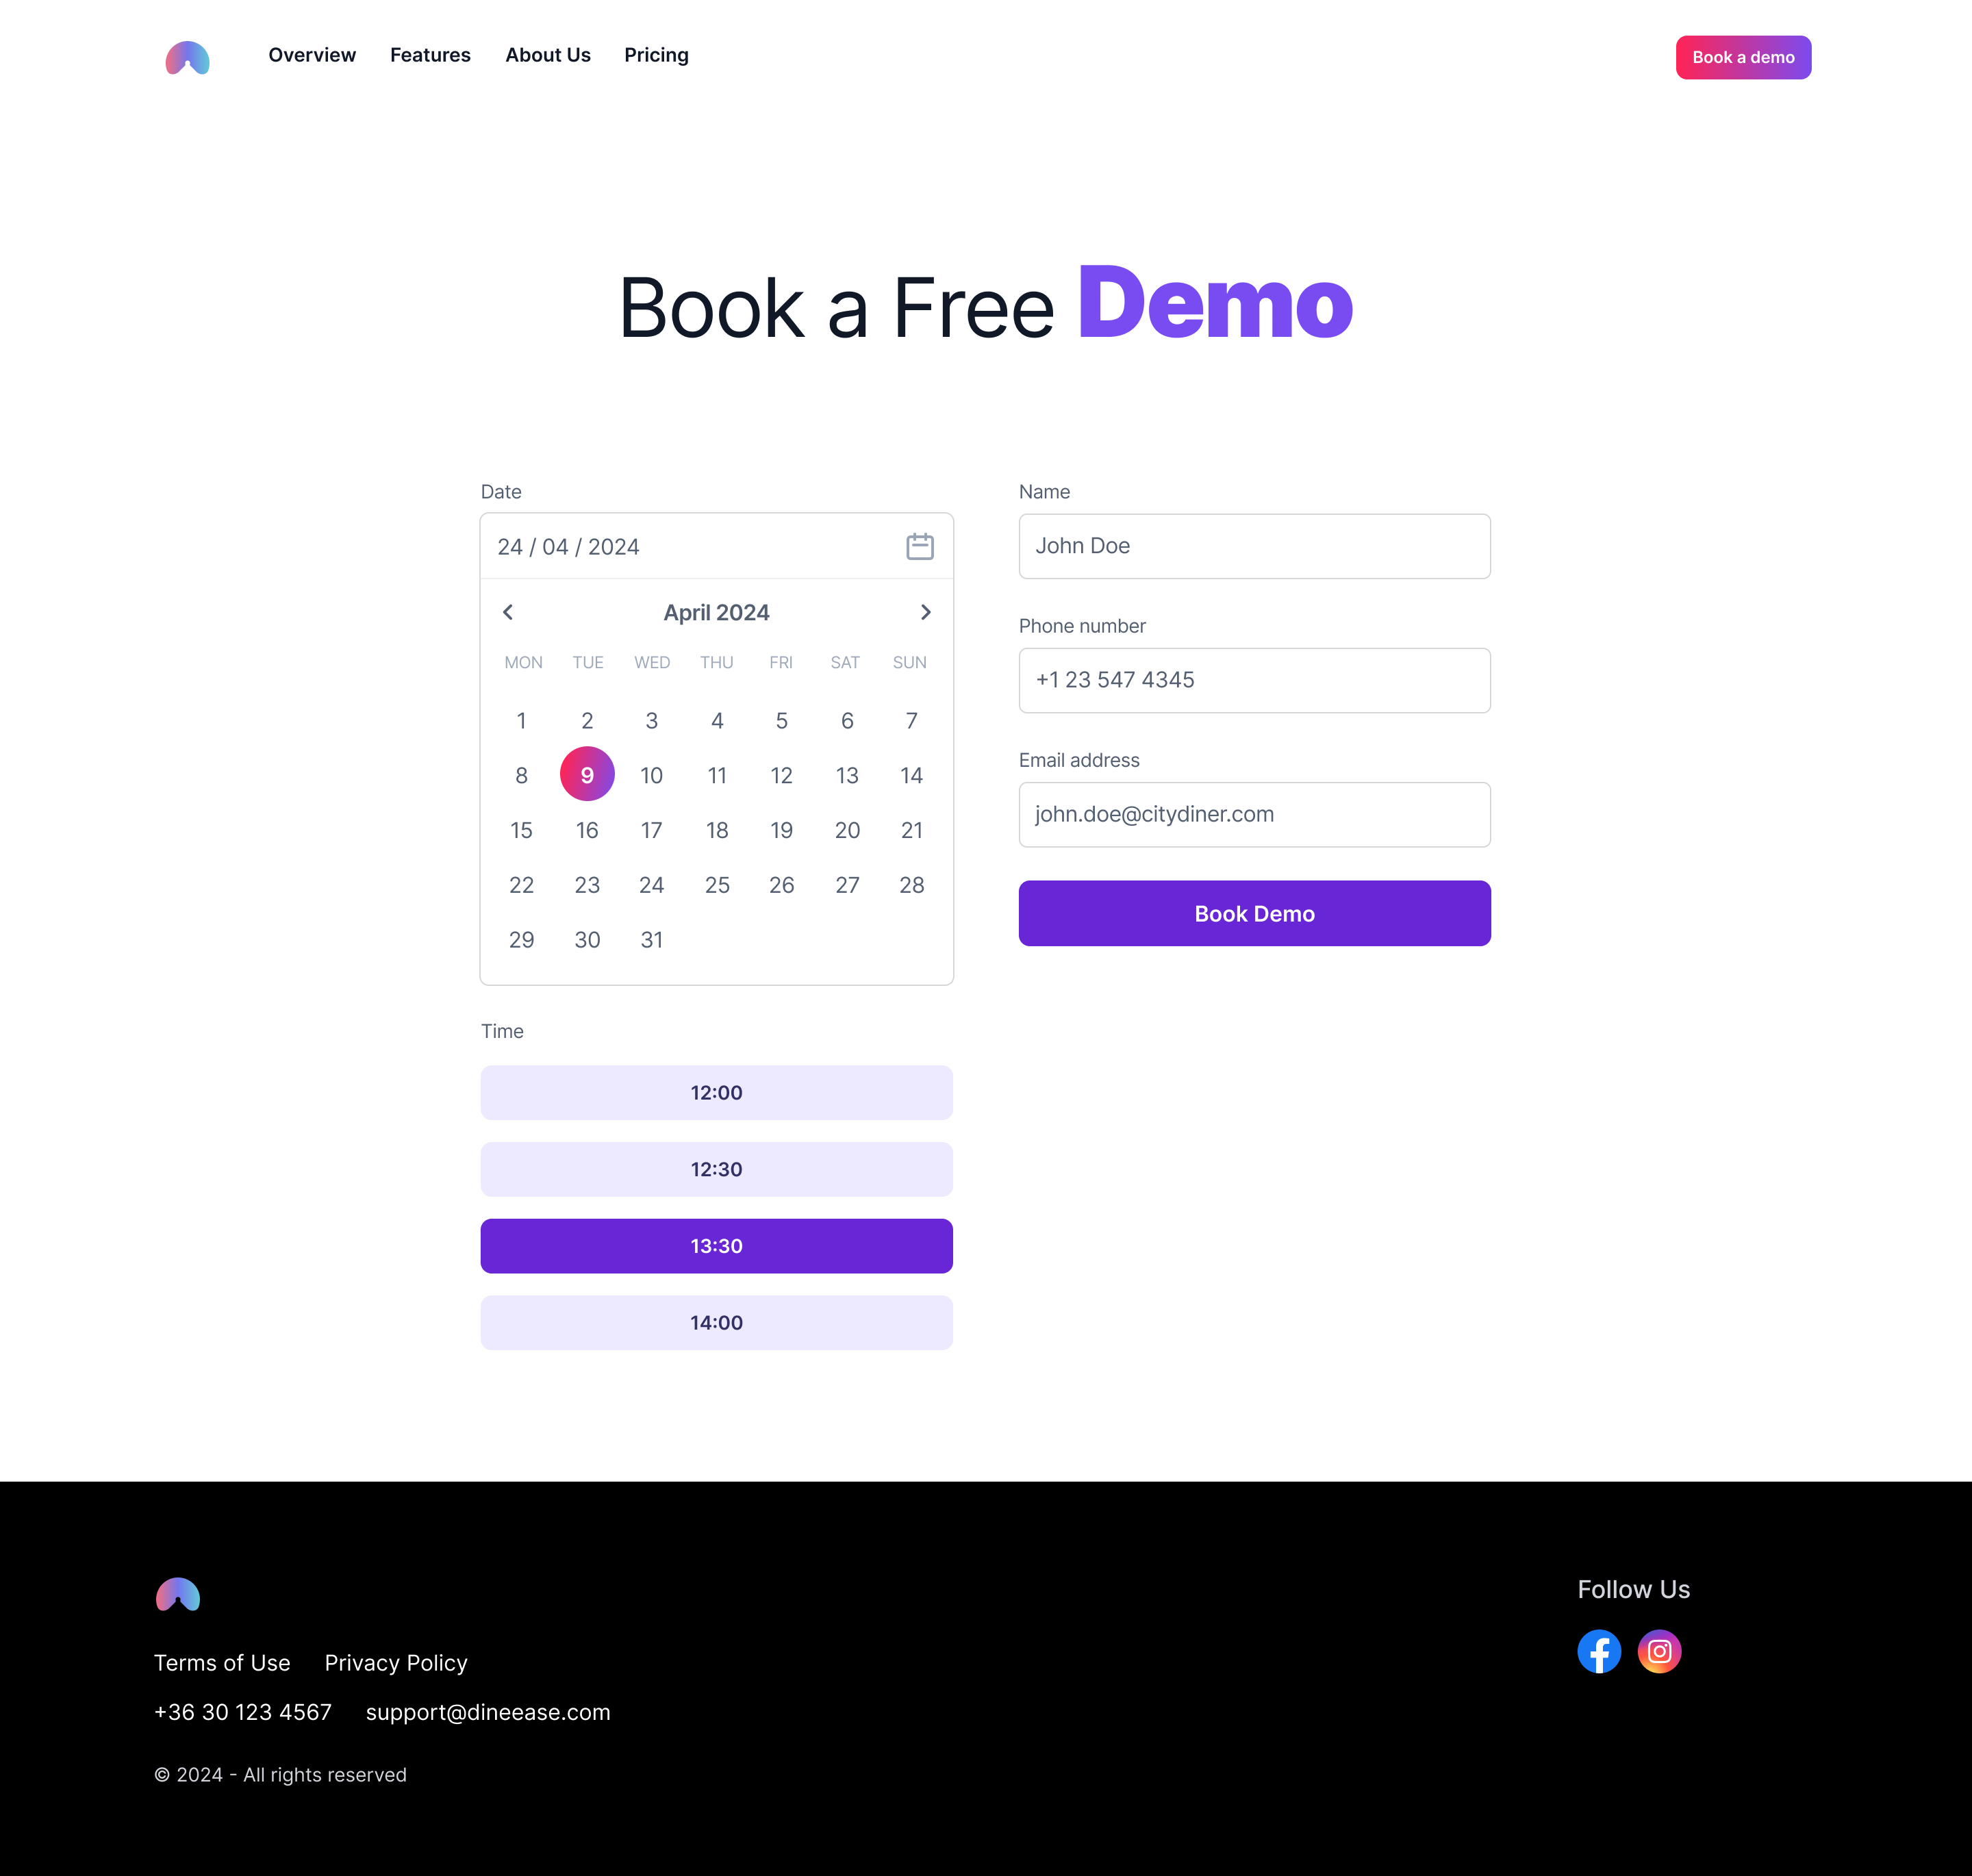 Overview Features About Us Pricing Book a demo
Book a Free Demo
Date
24 / 04 / 2024
April 2024
MON TUE WED THU FRI SAT SUN
1 2 3 4 5 6 7
8 9 10 11 12 13 14
15 16 17 18 19 20 21
22 23 24 25 26 27 28
29 30 31
Time
12:00
12:30
13:30
14:00
Name
John Doe
Phone number
+1 23 547 4345
Email address
john.doe@citydiner.com
Book Demo
Terms of Use Privacy Policy
+36 30 123 4567 support@dineease.com
© 2024 - All rights reserved
Follow Us